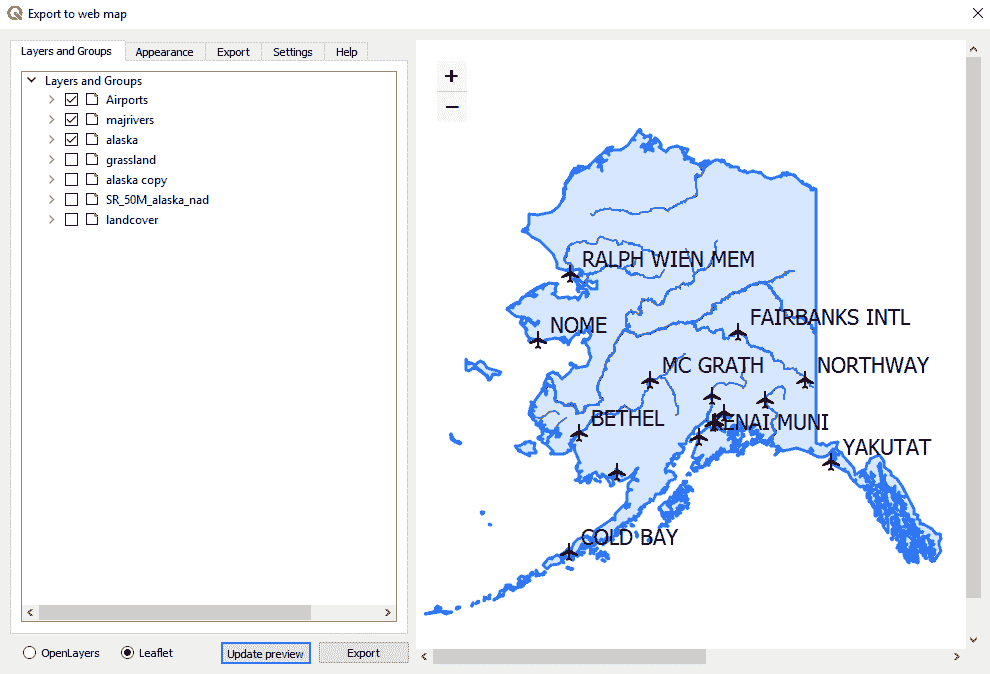 Export to web map
Layers and Groups Appearance Export Settings Help
Layers and Groups
Airports
majrivers
alaska
grassland
alaska copy
SR_50M_alaska_nad
landcover
OpenLayers Leaflet Update preview Export
+
−
RALPH WIEN MEM
FAIRBANKS INTL
NOME
MC GRATH NORTHWAY
BETHEL
KENAI MUNI
YAKUTAT
COLD BAY